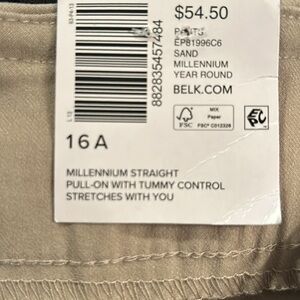 $54.50
PANTS
EP81996C6
SAND
MILLENNIUM
YEAR ROUND
BELK.COM
882835457484
FSC
MIX
Paper
FSC® C012328
EPC
16 A
MILLENNIUM STRAIGHT
PULL-ON WITH TUMMY CONTROL
STRETCHES WITH YOU